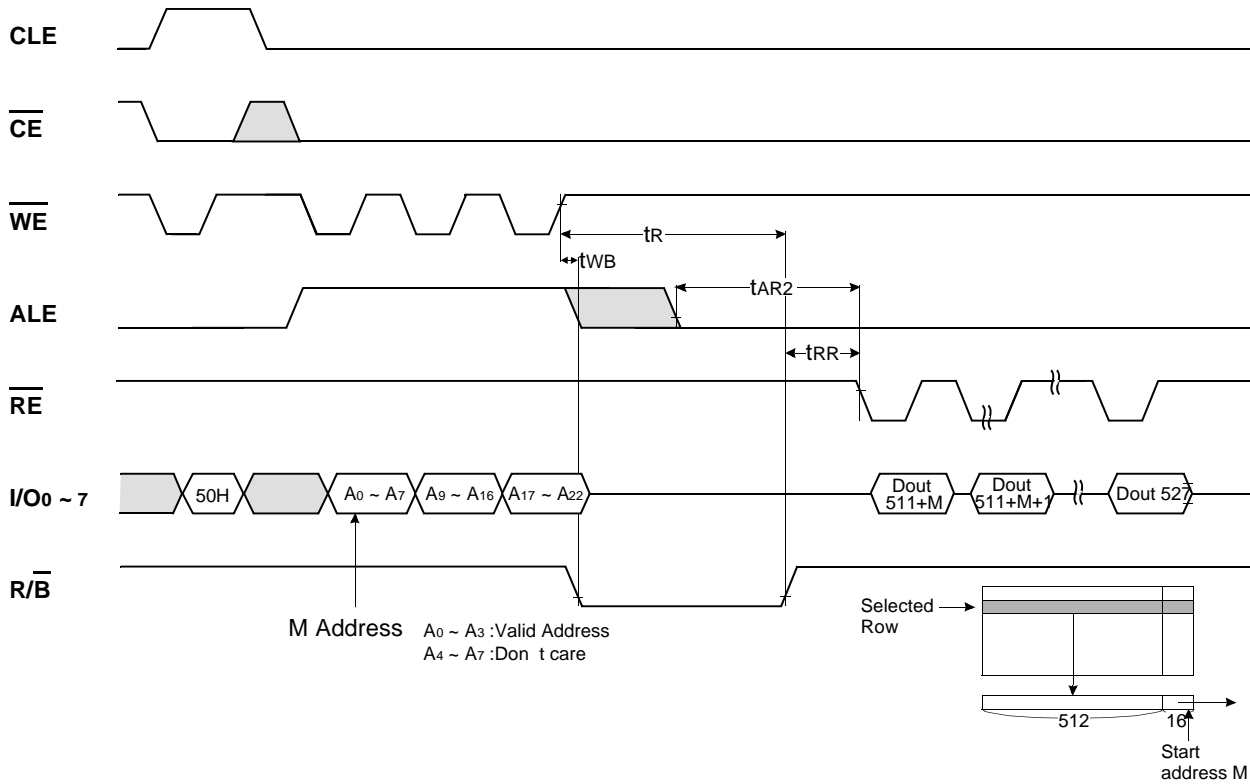 CLE
CE
WE
tR
tWB
ALE
tAR2
tRR
RE
I/O0 ~ 7
50H
A0 ~ A7
A9 ~ A16
A17 ~ A22
Dout
511+M
Dout
511+M+1
Dout 527
R/B
M Address
A0 ~ A3 :Valid Address
A4 ~ A7 :Don t care
Selected
Row
512
16
Start
address M